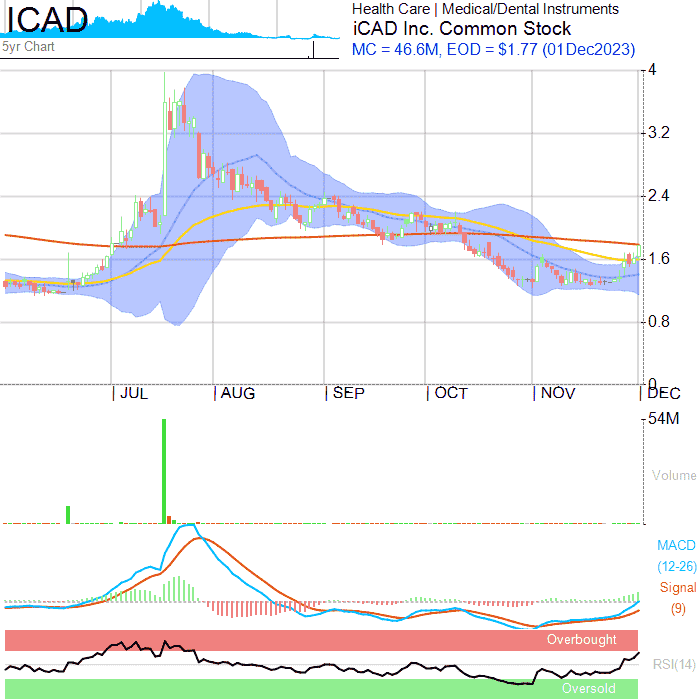 ICAD
5yr Chart
Health Care | Medical/Dental Instruments
iCAD Inc. Common Stock
MC = 46.6M, EOD = $1.77 (01Dec2023)
4
3.2
2.4
1.6
0.8
0
JUL AUG SEP OCT NOV DEC
54M
Volume
MACD
(12-26)
Signal
(9)
Overbought
RSI(14)
Oversold